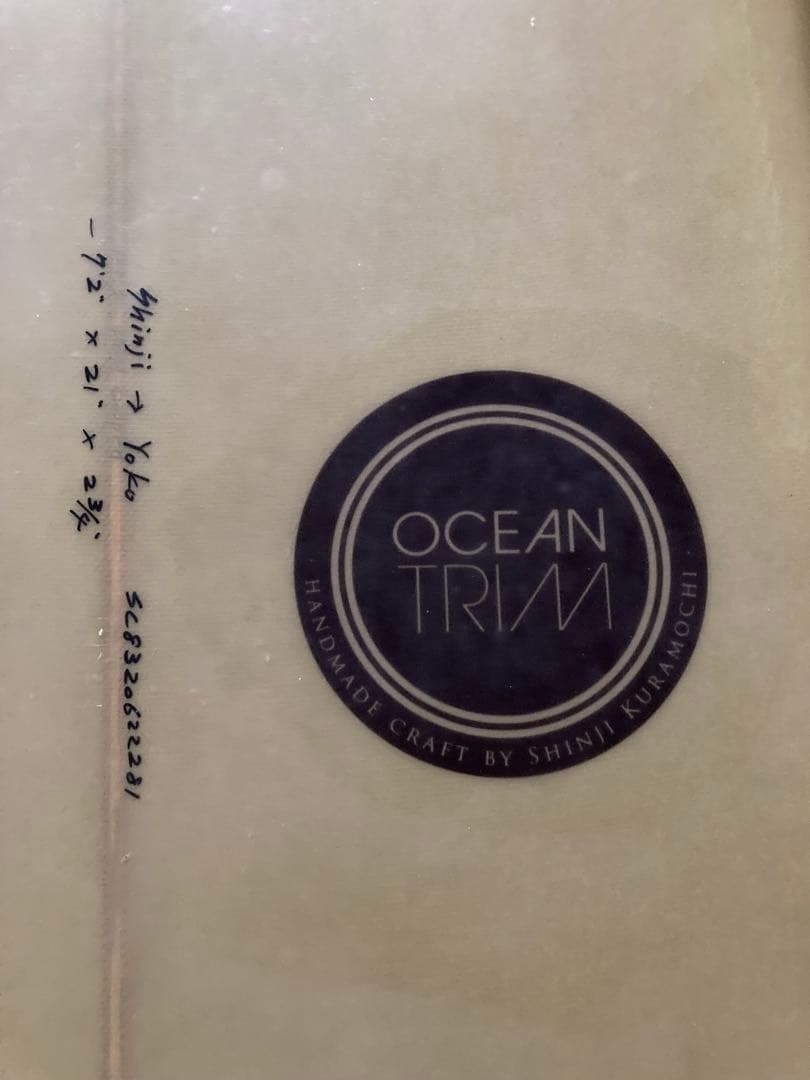 Shinji → Yoko SC8320622281
- 7'2" x 21" x 2 3/4"
OCEAN
TRIM
HANDMADE CRAFT BY SHINJI KURAMOCHI